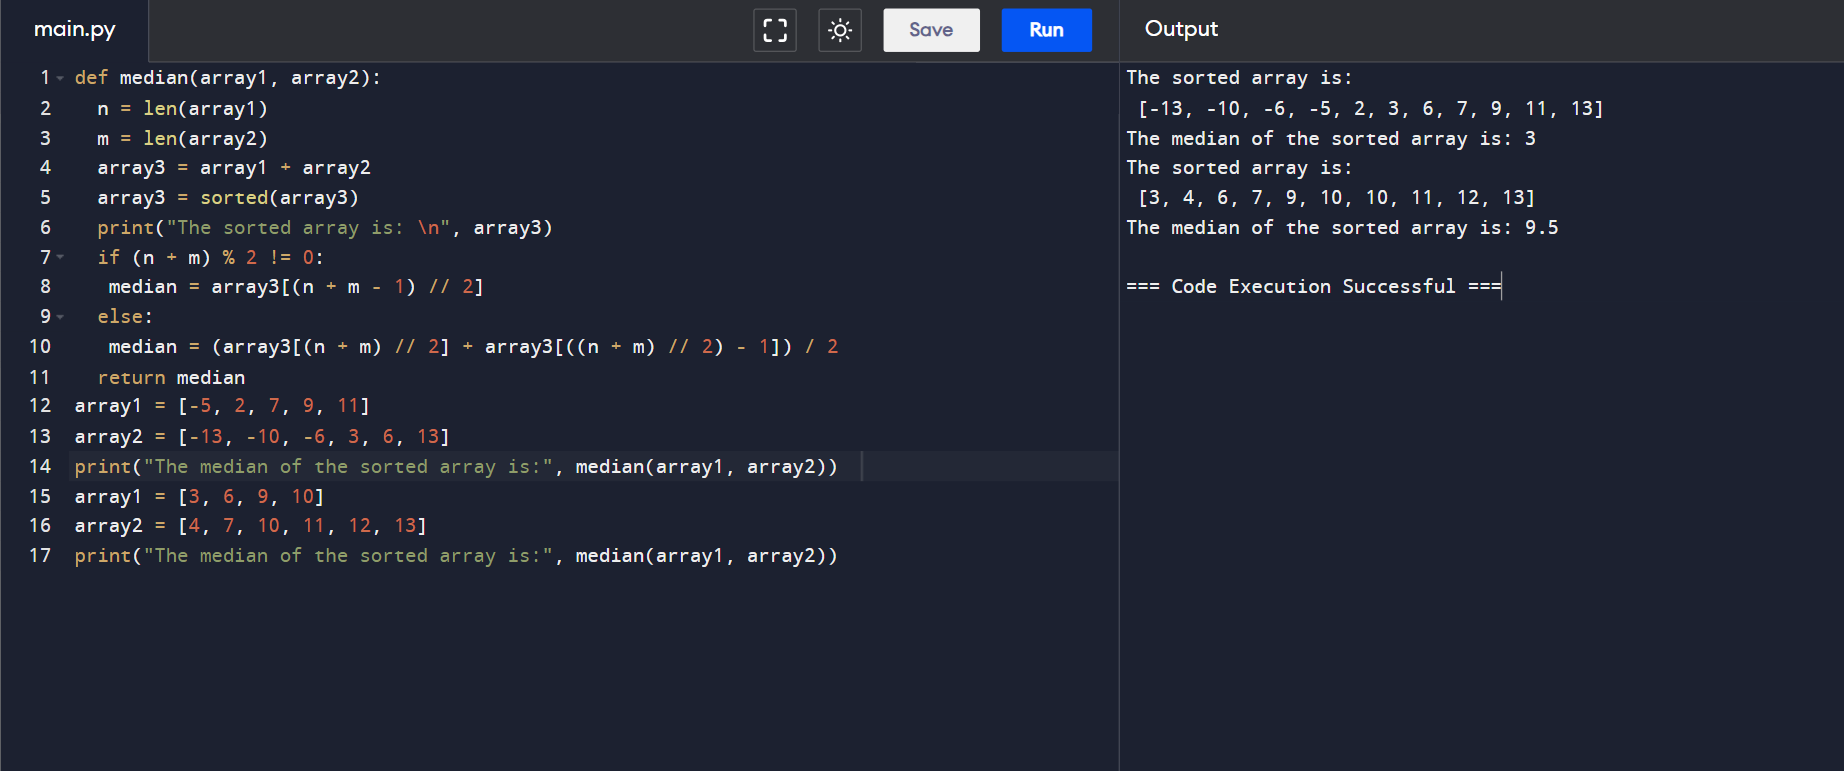 main.py
Save
Run
Output
1 def median(array1, array2):
2   n = len(array1)
3   m = len(array2)
4   array3 = array1 + array2
5   array3 = sorted(array3)
6   print("The sorted array is: \n", array3)
7   if (n + m) % 2 != 0:
8    median = array3[(n + m - 1) // 2]
9   else:
10    median = (array3[(n + m) // 2] + array3[((n + m) // 2) - 1]) / 2
11   return median
12 array1 = [-5, 2, 7, 9, 11]
13 array2 = [-13, -10, -6, 3, 6, 13]
14 print("The median of the sorted array is:", median(array1, array2))
15 array1 = [3, 6, 9, 10]
16 array2 = [4, 7, 10, 11, 12, 13]
17 print("The median of the sorted array is:", median(array1, array2))
The sorted array is:
 [-13, -10, -6, -5, 2, 3, 6, 7, 9, 11, 13]
The median of the sorted array is: 3
The sorted array is:
 [3, 4, 6, 7, 9, 10, 10, 11, 12, 13]
The median of the sorted array is: 9.5
=== Code Execution Successful ===